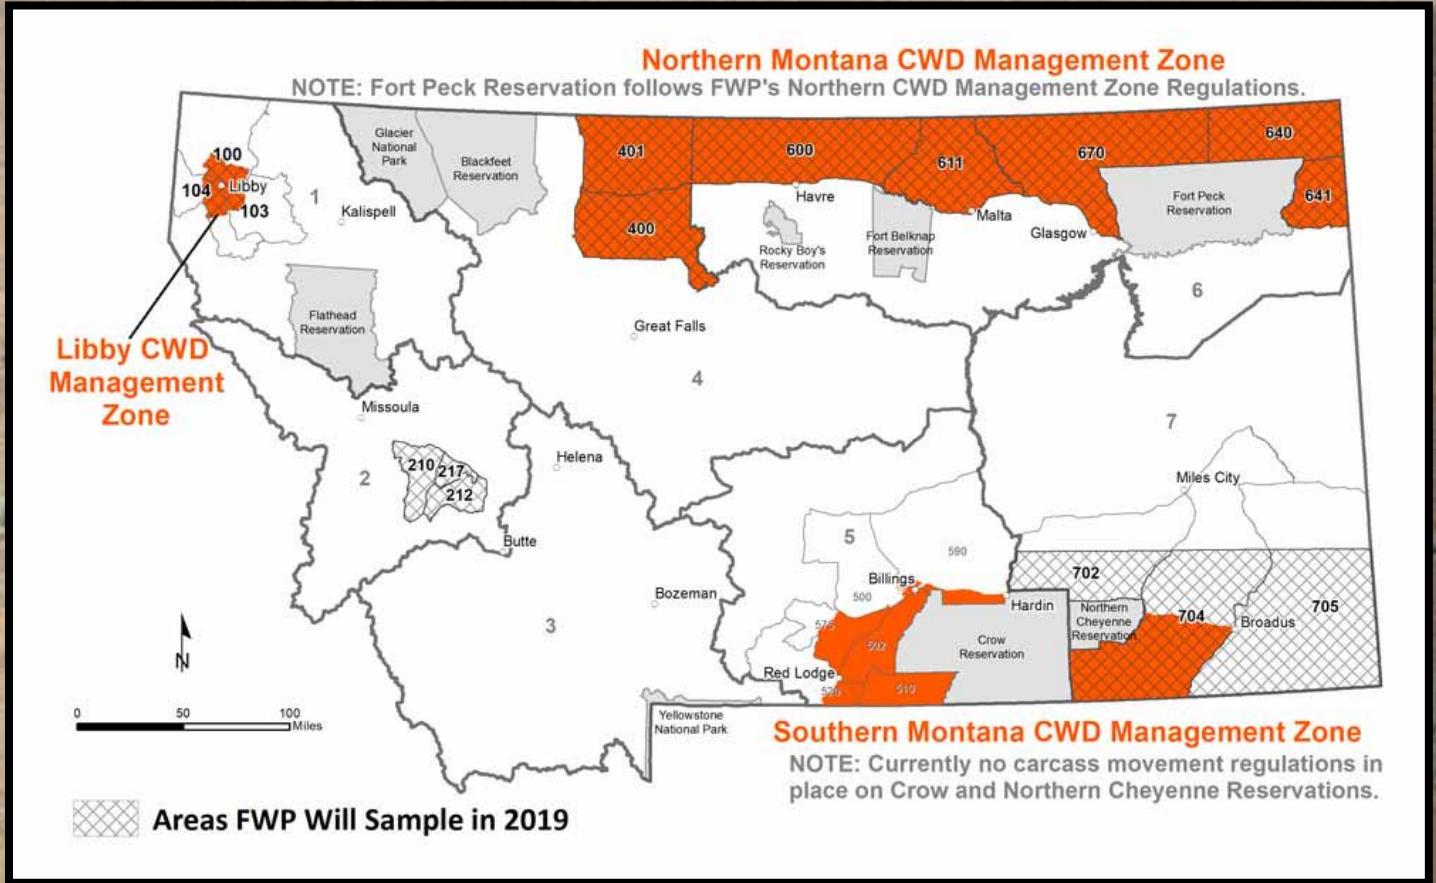 Northern Montana CWD Management Zone
NOTE: Fort Peck Reservation follows FWP's Northern CWD Management Zone Regulations.
Glacier
National
Park
Blackfeet
Reservation
401
600
611
670
640
641
100
104
Libby
103
1
Kalispell
400
Havre
Rocky Boy's
Reservation
Fort Belknap
Reservation
Malta
Glasgow
Fort Peck
Reservation
6
Flathead
Reservation
Great Falls
Libby CWD
Management
Zone
4
Missoula
7
2
210
217
212
Helena
Miles City
Butte
5
590
Billings
500
702
Hardin
Northern
Cheyenne
Reservation
704
Broadus
705
Bozeman
3
575
502
Crow
Reservation
Red Lodge
520
510
N
0 50 100
Miles
Yellowstone
National Park
Southern Montana CWD Management Zone
NOTE: Currently no carcass movement regulations in
place on Crow and Northern Cheyenne Reservations.
Areas FWP Will Sample in 2019